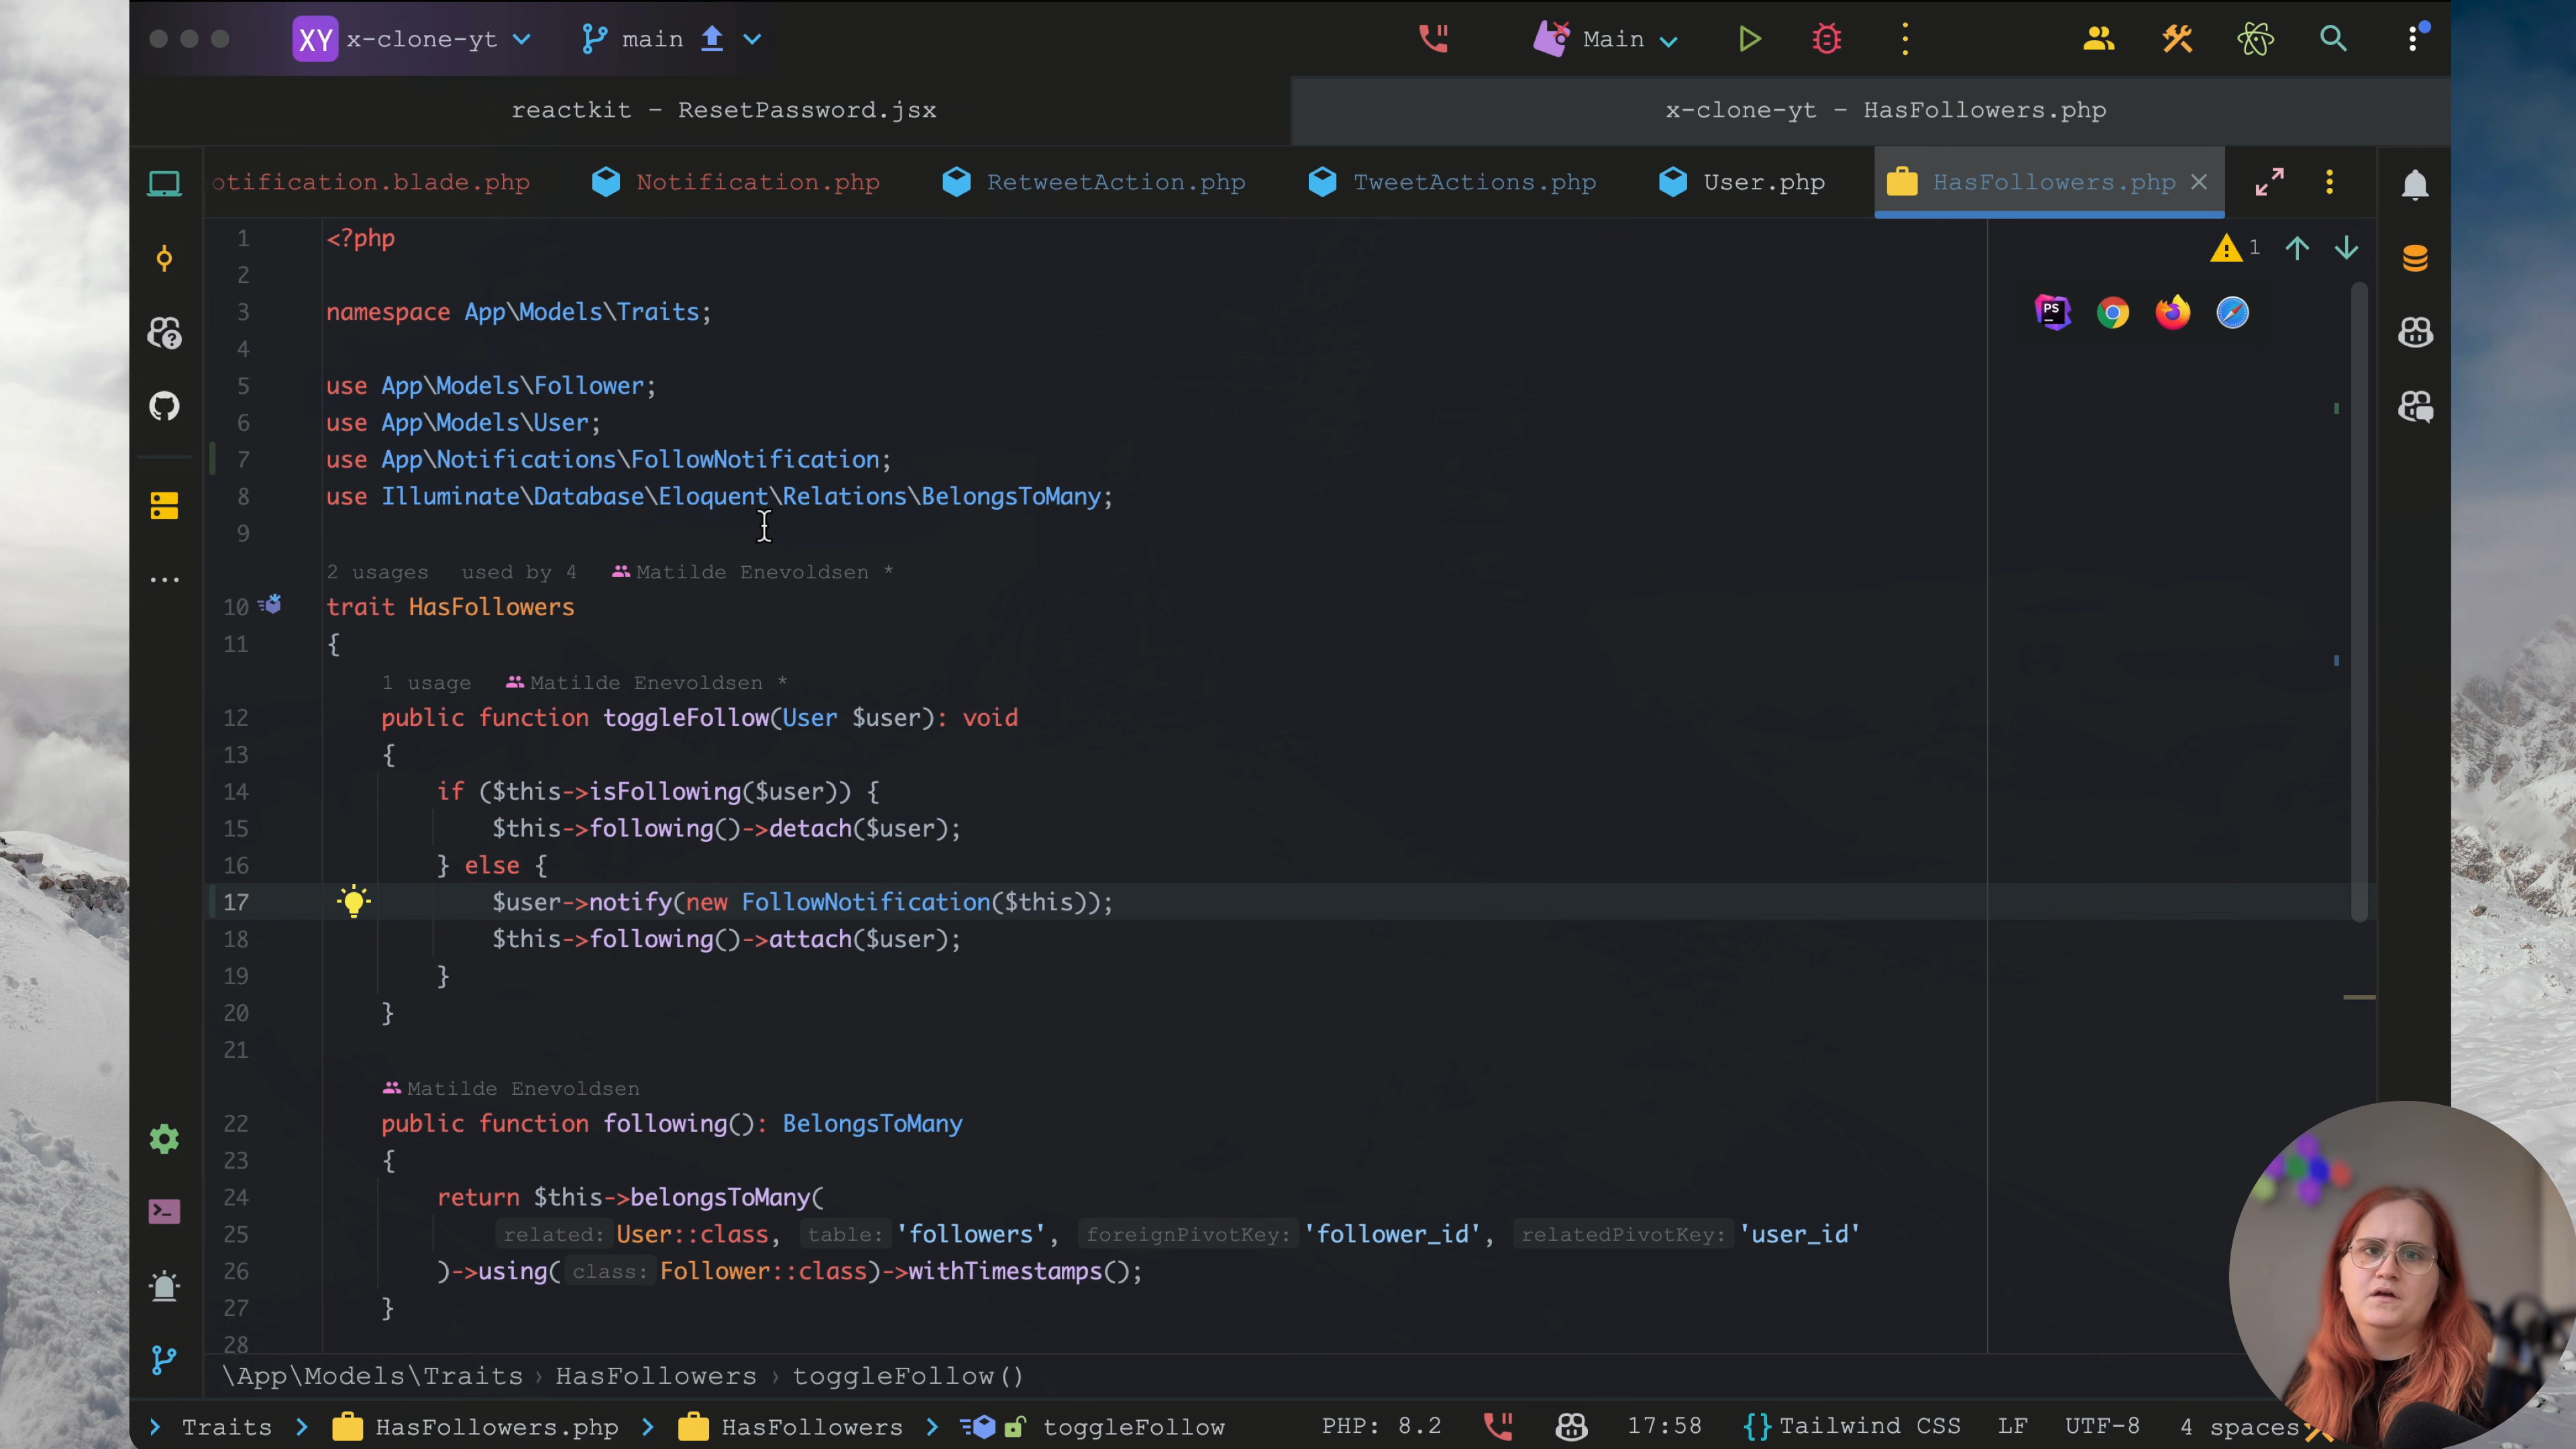 XY x-clone-yt main Main
reactkit – ResetPassword.jsx x-clone-yt – HasFollowers.php
otification.blade.php Notification.php RetweetAction.php TweetActions.php User.php HasFollowers.php
1 <?php
1
2
3 namespace App\Models\Traits;
PS
4
5 use App\Models\Follower;
6 use App\Models\User;
7 use App\Notifications\FollowNotification;
8 use Illuminate\Database\Eloquent\Relations\BelongsToMany;
9
2 usages used by 4 Matilde Enevoldsen *
10 trait HasFollowers
11 {
1 usage Matilde Enevoldsen *
12 public function toggleFollow(User $user): void
13 {
14 if ($this->isFollowing($user)) {
15 $this->following()->detach($user);
16 } else {
17 $user->notify(new FollowNotification($this));
18 $this->following()->attach($user);
19 }
20 }
21
Matilde Enevoldsen
22 public function following(): BelongsToMany
23 {
24 return $this->belongsToMany(
25 related: User::class, table: 'followers', foreignPivotKey: 'follower_id', relatedPivotKey: 'user_id'
26 )->using( class: Follower::class)->withTimestamps();
27 }
28
\App\Models\Traits › HasFollowers › toggleFollow()
Traits HasFollowers.php HasFollowers toggleFollow PHP: 8.2 17:58 {} Tailwind CSS LF UTF-8 4 spaces